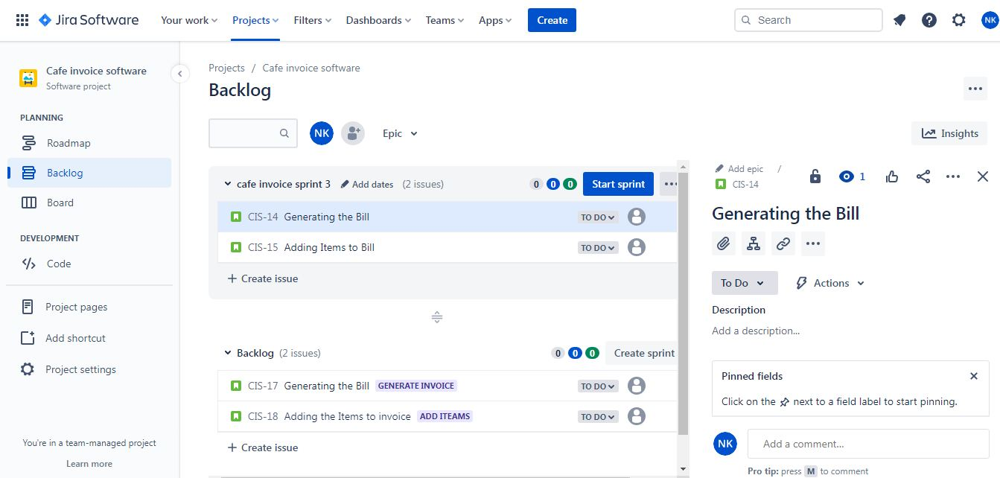 Jira Software Your work Projects Filters Dashboards Teams Apps Create Search NK
Cafe invoice software
Software project
PLANNING
Roadmap
Backlog
Board
DEVELOPMENT
Code
Project pages
Add shortcut
Project settings
You're in a team-managed project
Learn more
Projects / Cafe invoice software
Backlog
NK Epic Insights
cafe invoice sprint 3 Add dates (2 issues) 0 0 0 Start sprint
CIS-14 Generating the Bill TO DO
CIS-15 Adding Items to Bill TO DO
+ Create issue
Backlog (2 issues) 0 0 0 Create sprint
CIS-17 Generating the Bill GENERATE INVOICE TO DO
CIS-18 Adding the Items to invoice ADD ITEAMS TO DO
+ Create issue
Add epic /
CIS-14
1
Generating the Bill
To Do Actions
Description
Add a description...
Pinned fields
Click on the next to a field label to start pinning.
NK Add a comment...
Pro tip: press M to comment